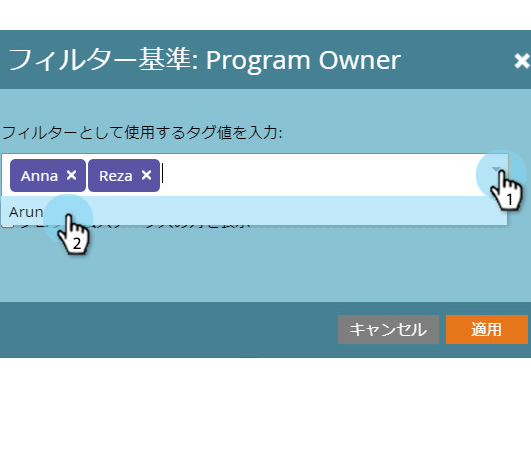 フィルター基準: Program Owner
フィルターとして使用するタグ値を入力:
Anna Reza
1
Arun
2
キャンセル 適用